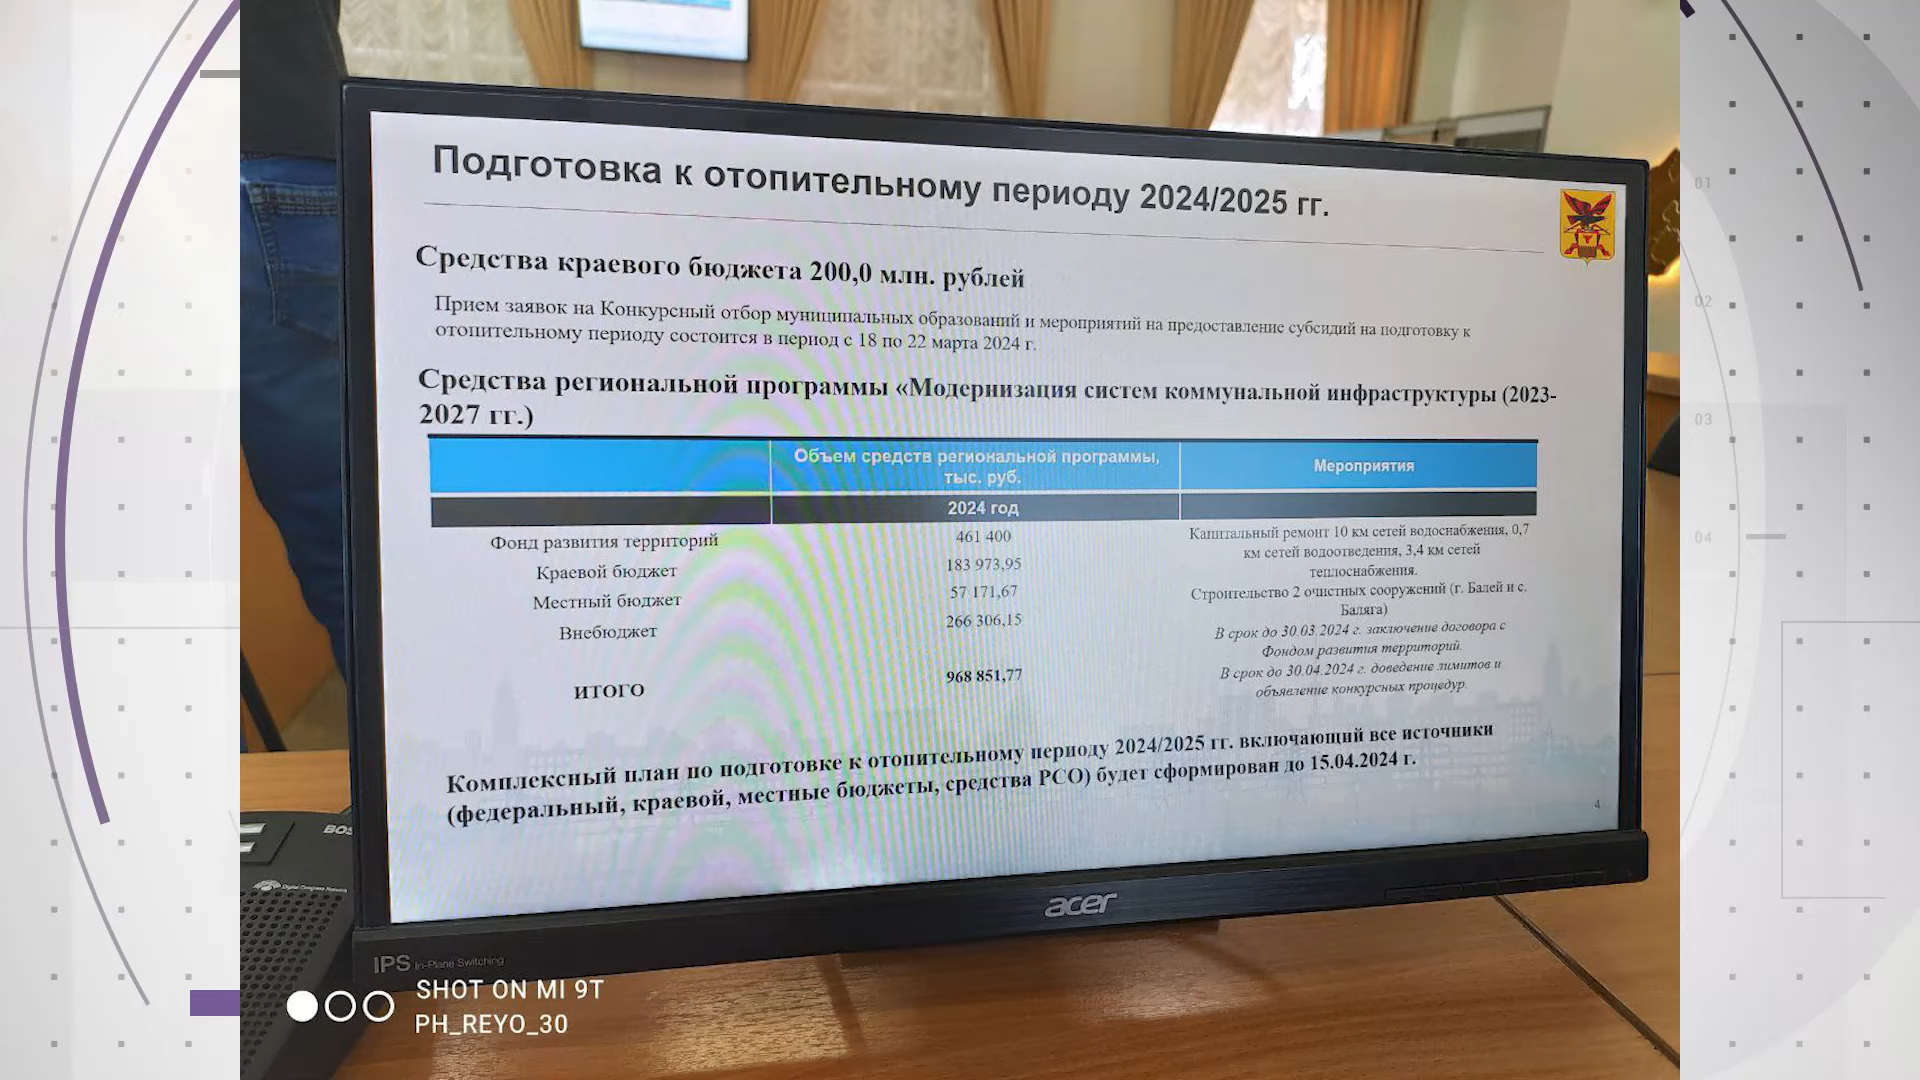 Подготовка к отопительному периоду 2024/2025 гг.
Средства краевого бюджета 200,0 млн. рублей
Прием заявок на Конкурсный отбор муниципальных образований и мероприятий на предоставление субсидий на подготовку к
отопительному периоду состоится в период с 18 по 22 марта 2024 г.
Средства региональной программы «Модернизация систем коммунальной инфраструктуры (2023-
2027 гг.)
Объем средств региональной программы,
тыс. руб.
Мероприятия
2024 год
Фонд развития территорий
461 400
Краевой бюджет
183 973,95
Местный бюджет
57 171,67
Внебюджет
266 306,15
ИТОГО
968 851,77
Капитальный ремонт 10 км сетей водоснабжения, 0,7
км сетей водоотведения, 3,4 км сетей
теплоснабжения.
Строительство 2 очистных сооружений (г. Балей и с.
Баляга)
В срок до 30.03.2024 г. заключение договора с
Фондом развития территорий.
В срок до 30.04.2024 г. доведение лимитов и
объявление конкурсных процедур.
Комплексный план по подготовке к отопительному периоду 2024/2025 гг. включающий все источники
(федеральный, краевой, местные бюджеты, средства РСО) будет сформирован до 15.04.2024 г.
4
acer
IPS In-Plane Switching
BOS
Digital Congress Network
SHOT ON MI 9T
PH_REYO_30
01
02
03
04